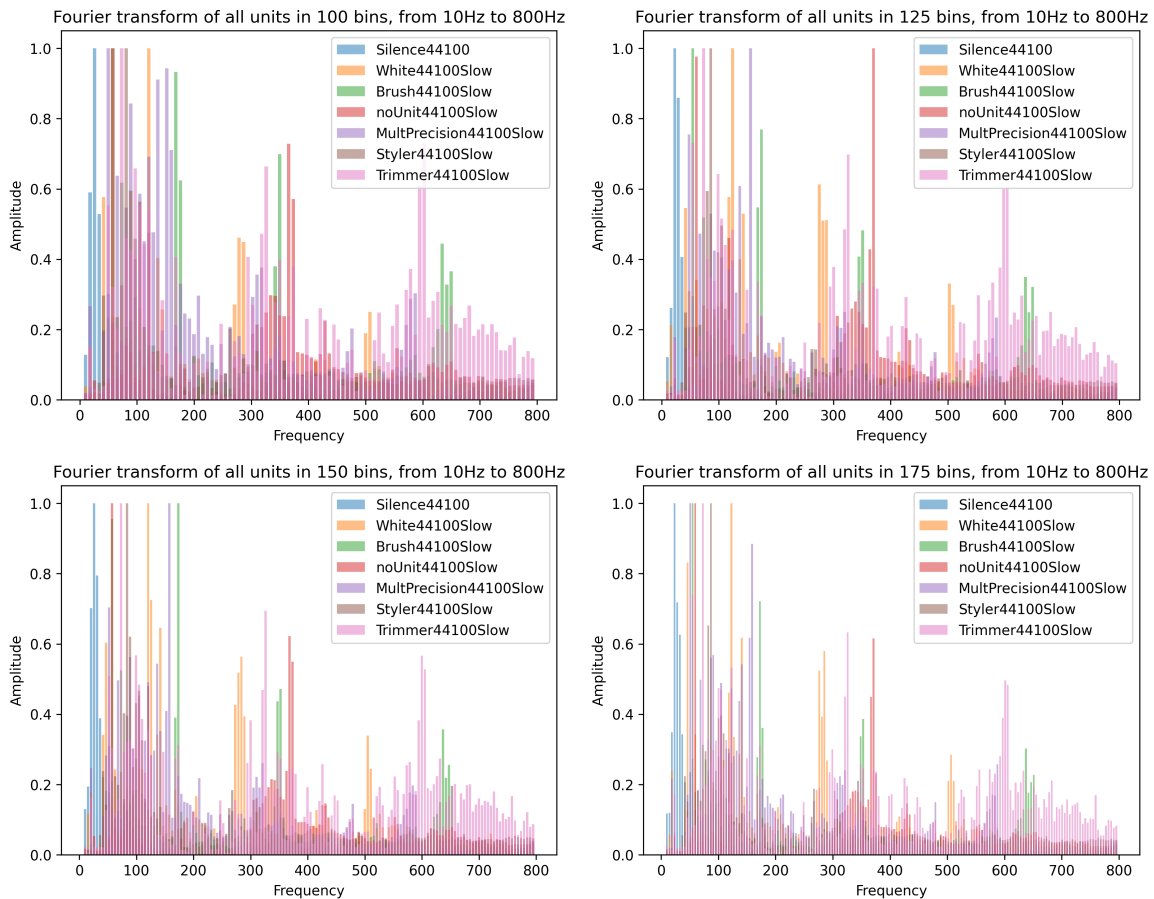 Fourier transform of all units in 100 bins, from 10Hz to 800Hz
1.0
0.8
0.6
0.4
0.2
0.0
Amplitude
0 100 200 300 400 500 600 700 800
Frequency
Silence44100
White44100Slow
Brush44100Slow
noUnit44100Slow
MultPrecision44100Slow
Styler44100Slow
Trimmer44100Slow
Fourier transform of all units in 125 bins, from 10Hz to 800Hz
1.0
0.8
0.6
0.4
0.2
0.0
Amplitude
0 100 200 300 400 500 600 700 800
Frequency
Silence44100
White44100Slow
Brush44100Slow
noUnit44100Slow
MultPrecision44100Slow
Styler44100Slow
Trimmer44100Slow
Fourier transform of all units in 150 bins, from 10Hz to 800Hz
1.0
0.8
0.6
0.4
0.2
0.0
Amplitude
0 100 200 300 400 500 600 700 800
Frequency
Silence44100
White44100Slow
Brush44100Slow
noUnit44100Slow
MultPrecision44100Slow
Styler44100Slow
Trimmer44100Slow
Fourier transform of all units in 175 bins, from 10Hz to 800Hz
1.0
0.8
0.6
0.4
0.2
0.0
Amplitude
0 100 200 300 400 500 600 700 800
Frequency
Silence44100
White44100Slow
Brush44100Slow
noUnit44100Slow
MultPrecision44100Slow
Styler44100Slow
Trimmer44100Slow